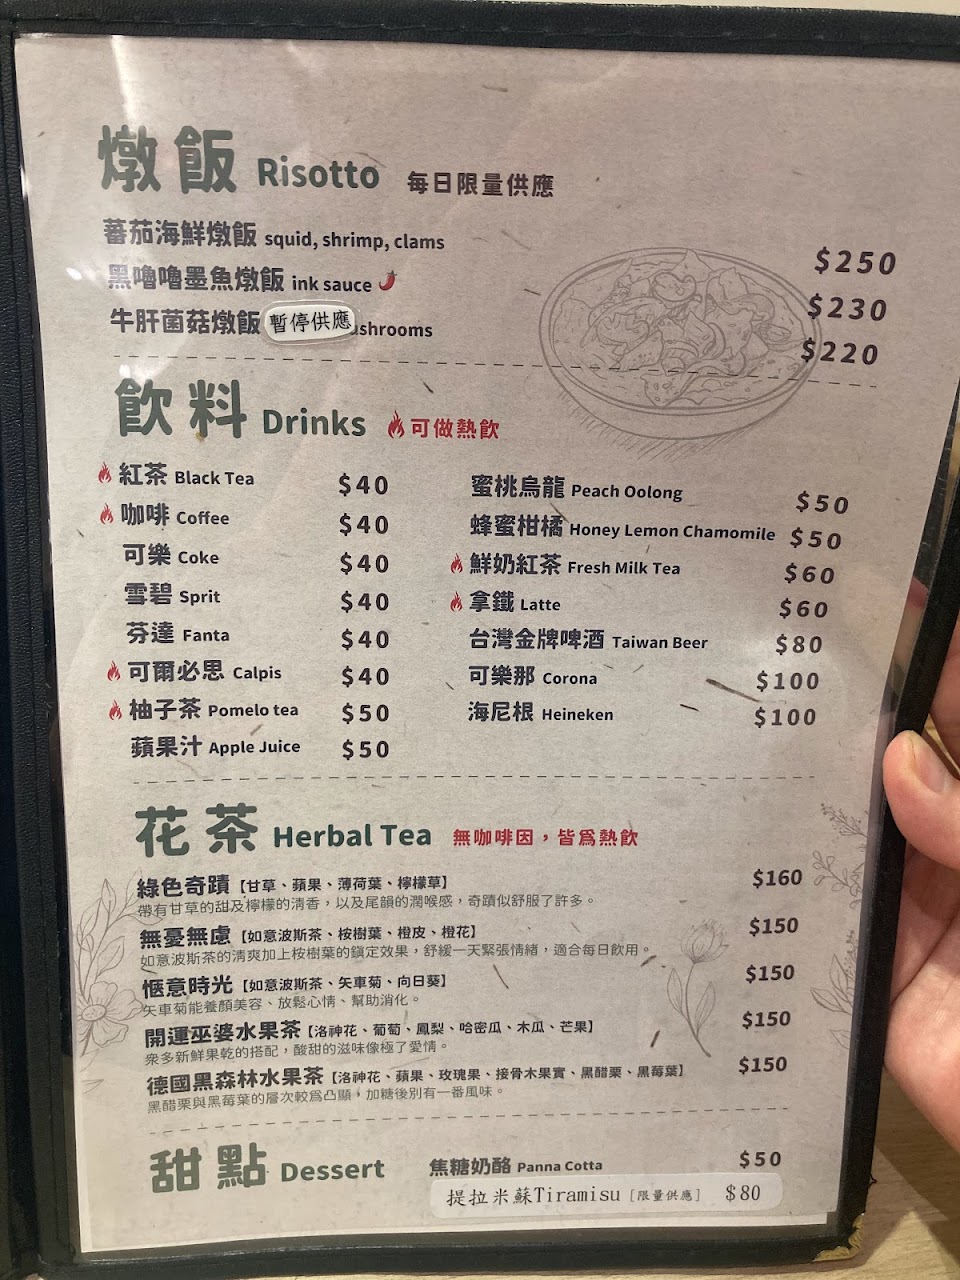 燉飯 Risotto 每日限量供應
蕃茄海鮮燉飯 squid, shrimp, clams $250
黑嚕嚕墨魚燉飯 ink sauce $230
牛肝菌菇燉飯 暫停供應 shrooms $220
飲料 Drinks 可做熱飲
紅茶 Black Tea $40
咖啡 Coffee $40
可樂 Coke $40
雪碧 Sprit $40
芬達 Fanta $40
可爾必思 Calpis $40
柚子茶 Pomelo tea $50
蘋果汁 Apple Juice $50
蜜桃烏龍 Peach Oolong $50
蜂蜜柑橘 Honey Lemon Chamomile $50
鮮奶紅茶 Fresh Milk Tea $60
拿鐵 Latte $60
台灣金牌啤酒 Taiwan Beer $80
可樂那 Corona $100
海尼根 Heineken $100
花茶 Herbal Tea 無咖啡因，皆為熱飲
綠色奇蹟【甘草、蘋果、薄荷葉、檸檬草】 $160
帶有甘草的甜及檸檬的清香，以及尾韻的潤喉感，奇蹟似舒服了許多。
無憂無慮【如意波斯茶、桉樹葉、橙皮、橙花】 $150
如意波斯茶的清爽加上桉樹葉的鎮定效果，舒緩一天緊張情緒，適合每日飲用。
愜意時光【如意波斯茶、矢車菊、向日葵】 $150
矢車菊能養顏美容、放鬆心情、幫助消化。
開運巫婆水果茶【洛神花、葡萄、鳳梨、哈密瓜、木瓜、芒果】 $150
眾多新鮮果乾的搭配，酸甜的滋味像極了愛情。
德國黑森林水果茶【洛神花、蘋果、玫瑰果、接骨木果實、黑醋栗、黑莓葉】 $150
黑醋栗與黑莓葉的層次較為凸顯，加糖後別有一番風味。
甜點 Dessert 焦糖奶酪 Panna Cotta $50
提拉米蘇Tiramisu［限量供應］ $80